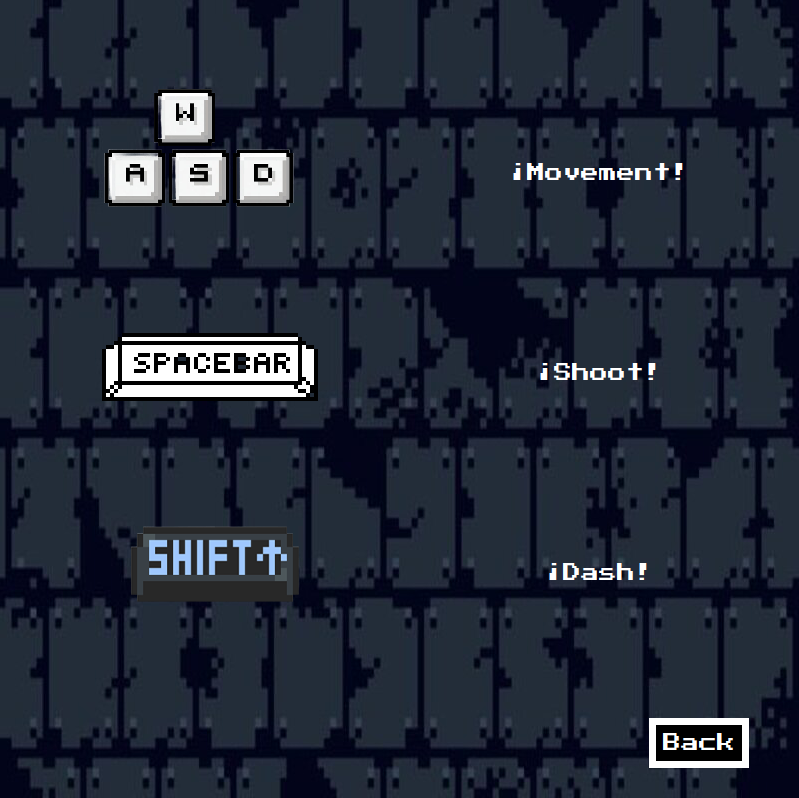 W
A S D
¡Movement!
SPACEBAR
¡Shoot!
SHIFT↑
¡Dash!
Back